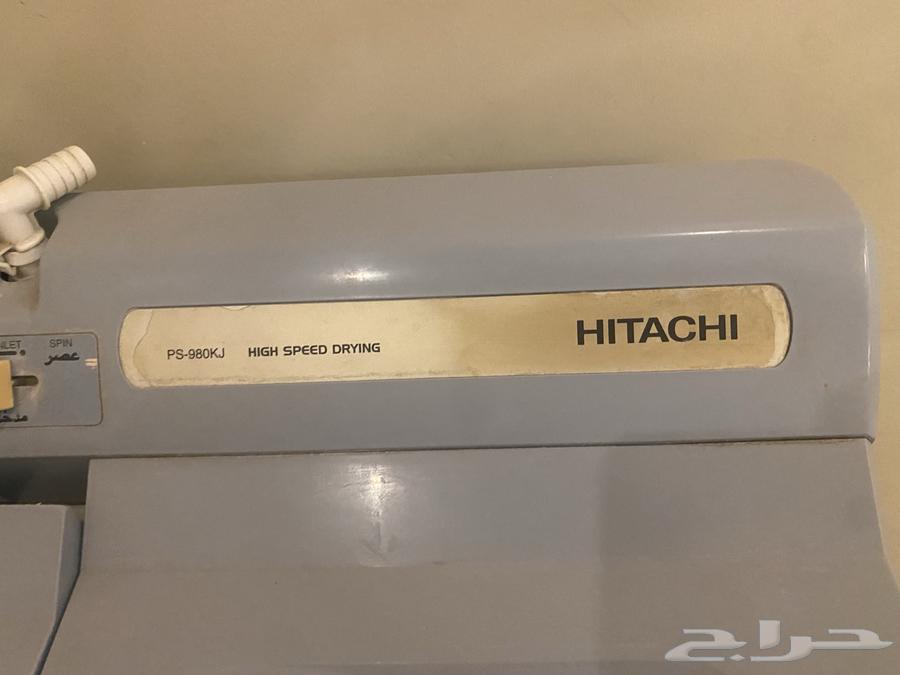 HITACHI
PS-980KJ HIGH SPEED DRYING
SPIN
عصر
حراج